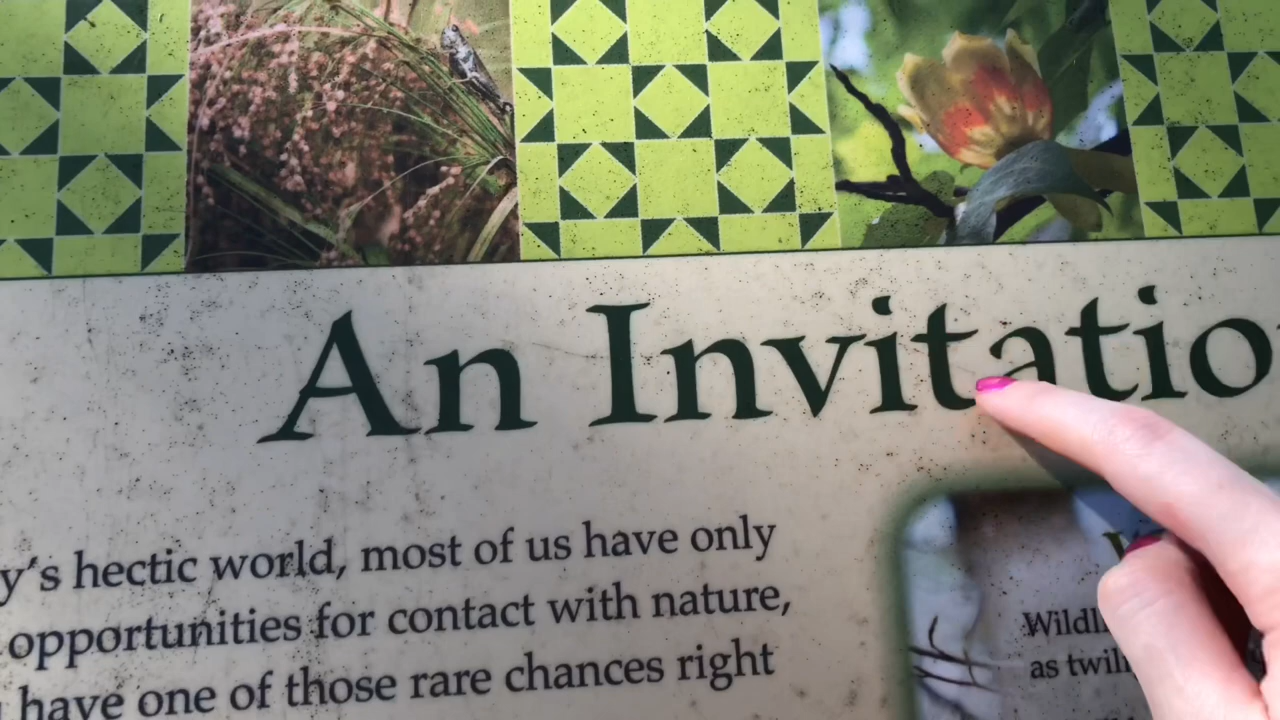 An Invitatio
y's hectic world, most of us have only
opportunities for contact with nature,
have one of those rare chances right
Wildl
as twili